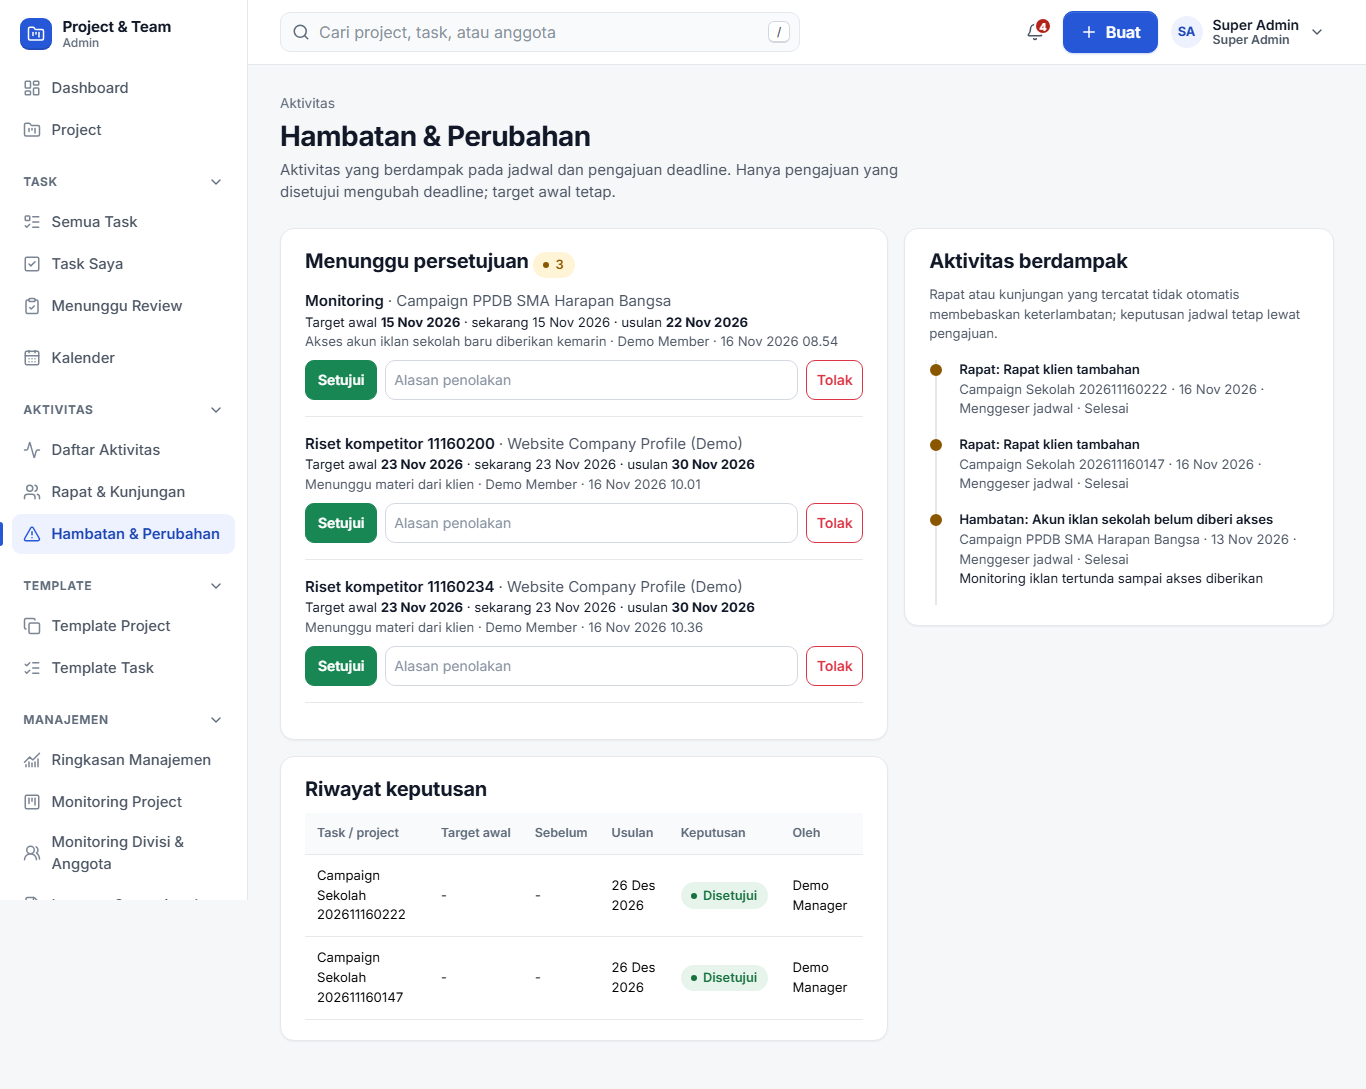 Project & Team
Admin
Dashboard
Project
TASK
Semua Task
Task Saya
Menunggu Review
Kalender
AKTIVITAS
Daftar Aktivitas
Rapat & Kunjungan
Hambatan & Perubahan
TEMPLATE
Template Project
Template Task
MANAJEMEN
Ringkasan Manajemen
Monitoring Project
Monitoring Divisi &
Anggota
Cari project, task, atau anggota
/
4
Buat
SA
Super Admin
Super Admin
Aktivitas
Hambatan & Perubahan
Aktivitas yang berdampak pada jadwal dan pengajuan deadline. Hanya pengajuan yang
disetujui mengubah deadline; target awal tetap.
Menunggu persetujuan
3
Monitoring · Campaign PPDB SMA Harapan Bangsa
Target awal 15 Nov 2026 · sekarang 15 Nov 2026 · usulan 22 Nov 2026
Akses akun iklan sekolah baru diberikan kemarin · Demo Member · 16 Nov 2026 08.54
Setujui
Alasan penolakan
Tolak
Riset kompetitor 11160200 · Website Company Profile (Demo)
Target awal 23 Nov 2026 · sekarang 23 Nov 2026 · usulan 30 Nov 2026
Menunggu materi dari klien · Demo Member · 16 Nov 2026 10.01
Setujui
Alasan penolakan
Tolak
Riset kompetitor 11160234 · Website Company Profile (Demo)
Target awal 23 Nov 2026 · sekarang 23 Nov 2026 · usulan 30 Nov 2026
Menunggu materi dari klien · Demo Member · 16 Nov 2026 10.36
Setujui
Alasan penolakan
Tolak
Aktivitas berdampak
Rapat atau kunjungan yang tercatat tidak otomatis
membebaskan keterlambatan; keputusan jadwal tetap lewat
pengajuan.
Rapat: Rapat klien tambahan
Campaign Sekolah 202611160222 · 16 Nov 2026 ·
Menggeser jadwal · Selesai
Rapat: Rapat klien tambahan
Campaign Sekolah 202611160147 · 16 Nov 2026 ·
Menggeser jadwal · Selesai
Hambatan: Akun iklan sekolah belum diberi akses
Campaign PPDB SMA Harapan Bangsa · 13 Nov 2026 ·
Menggeser jadwal · Selesai
Monitoring iklan tertunda sampai akses diberikan
Riwayat keputusan
Task / project Target awal Sebelum Usulan Keputusan Oleh
Campaign
Sekolah
202611160222
-
-
26 Des
2026
Disetujui
Demo
Manager
Campaign
Sekolah
202611160147
-
-
26 Des
2026
Disetujui
Demo
Manager